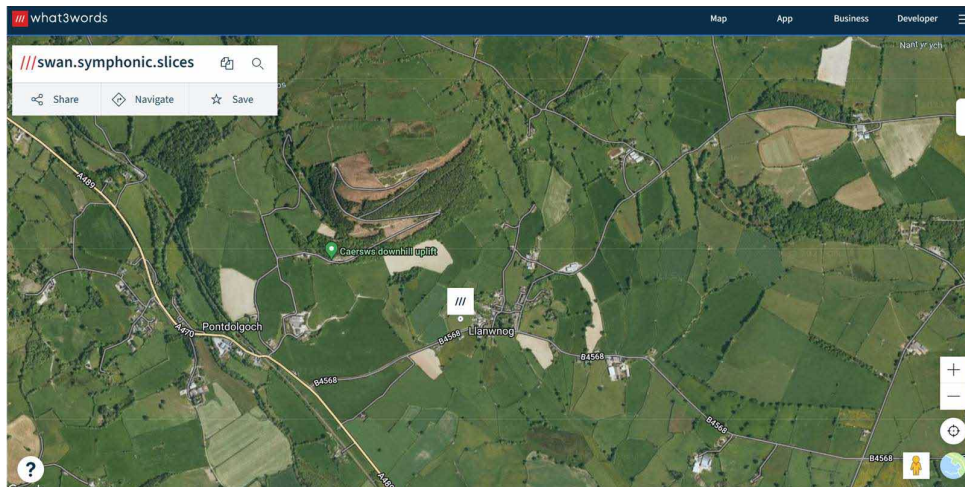 /// what3words
Map App Business Developer
Nant yr ych
///swan.symphonic.slices
Share Navigate Save
A489
Caersws downhill uplift
///
Pontdolgoch
A470
Llanwnog
B4568
B4568
B4568
B4568
B4568
+
−
?